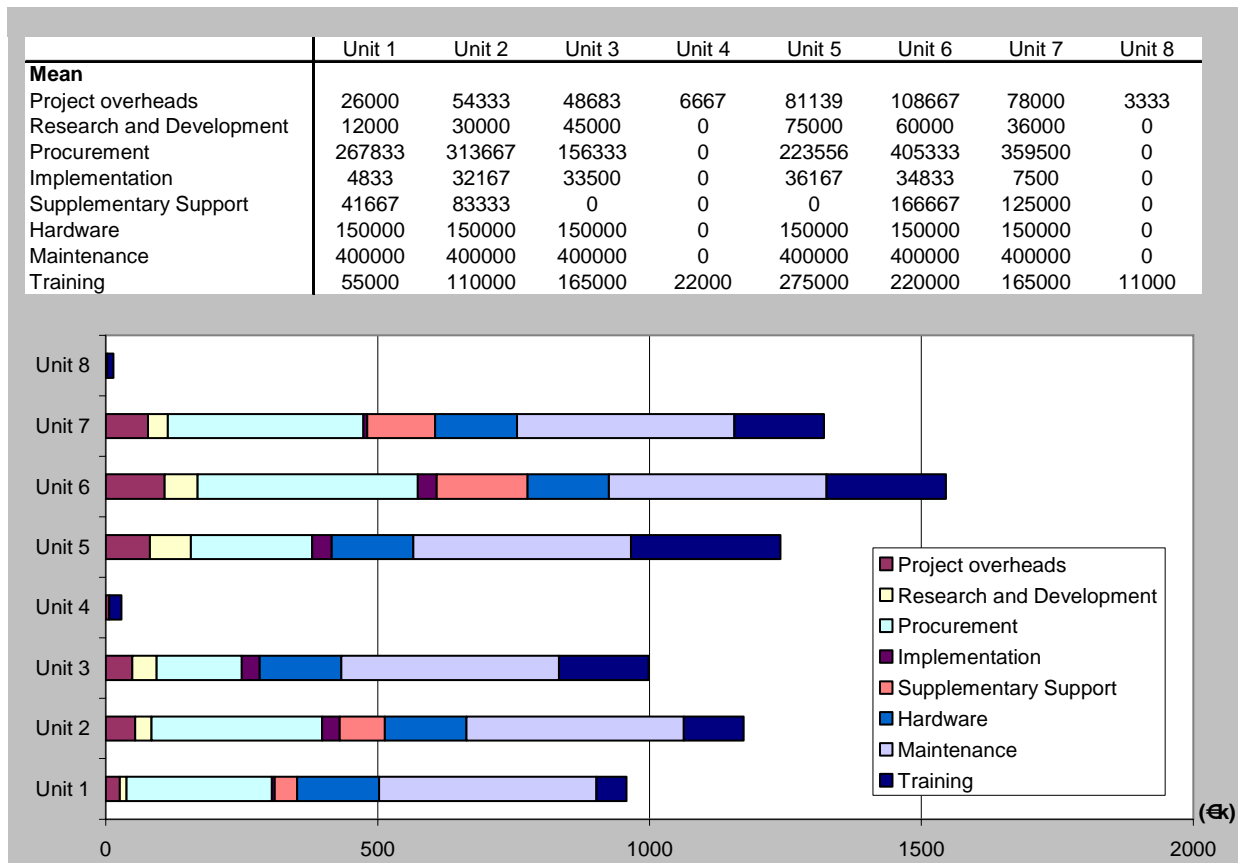 Unit 1 Unit 2 Unit 3 Unit 4 Unit 5 Unit 6 Unit 7 Unit 8
Mean
Project overheads 26000 54333 48683 6667 81139 108667 78000 3333
Research and Development 12000 30000 45000 0 75000 60000 36000 0
Procurement 267833 313667 156333 0 223556 405333 359500 0
Implementation 4833 32167 33500 0 36167 34833 7500 0
Supplementary Support 41667 83333 0 0 0 166667 125000 0
Hardware 150000 150000 150000 0 150000 150000 150000 0
Maintenance 400000 400000 400000 0 400000 400000 400000 0
Training 55000 110000 165000 22000 275000 220000 165000 11000
Unit 8
Unit 7
Unit 6
Unit 5
Unit 4
Unit 3
Unit 2
Unit 1
Project overheads
Research and Development
Procurement
Implementation
Supplementary Support
Hardware
Maintenance
Training
(€k)
0 500 1000 1500 2000